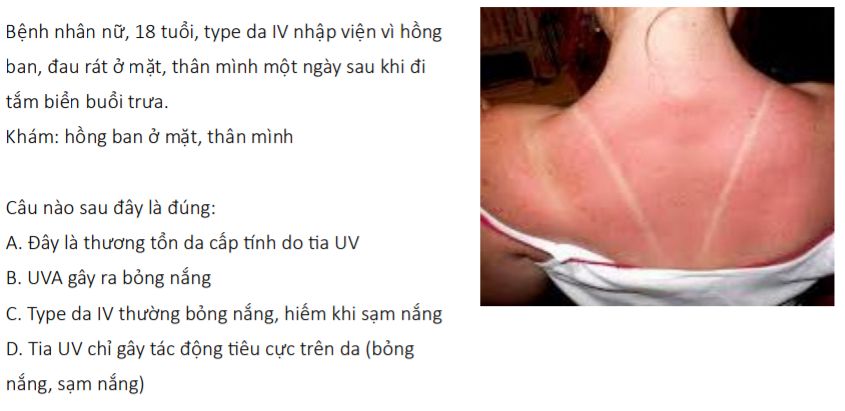 Bệnh nhân nữ, 18 tuổi, type da IV nhập viện vì hồng
ban, đau rát ở mặt, thân mình một ngày sau khi đi
tắm biển buổi trưa.
Khám: hồng ban ở mặt, thân mình
Câu nào sau đây là đúng:
A. Đây là thương tổn da cấp tính do tia UV
B. UVA gây ra bỏng nắng
C. Type da IV thường bỏng nắng, hiếm khi sạm nắng
D. Tia UV chỉ gây tác động tiêu cực trên da (bỏng
nắng, sạm nắng)